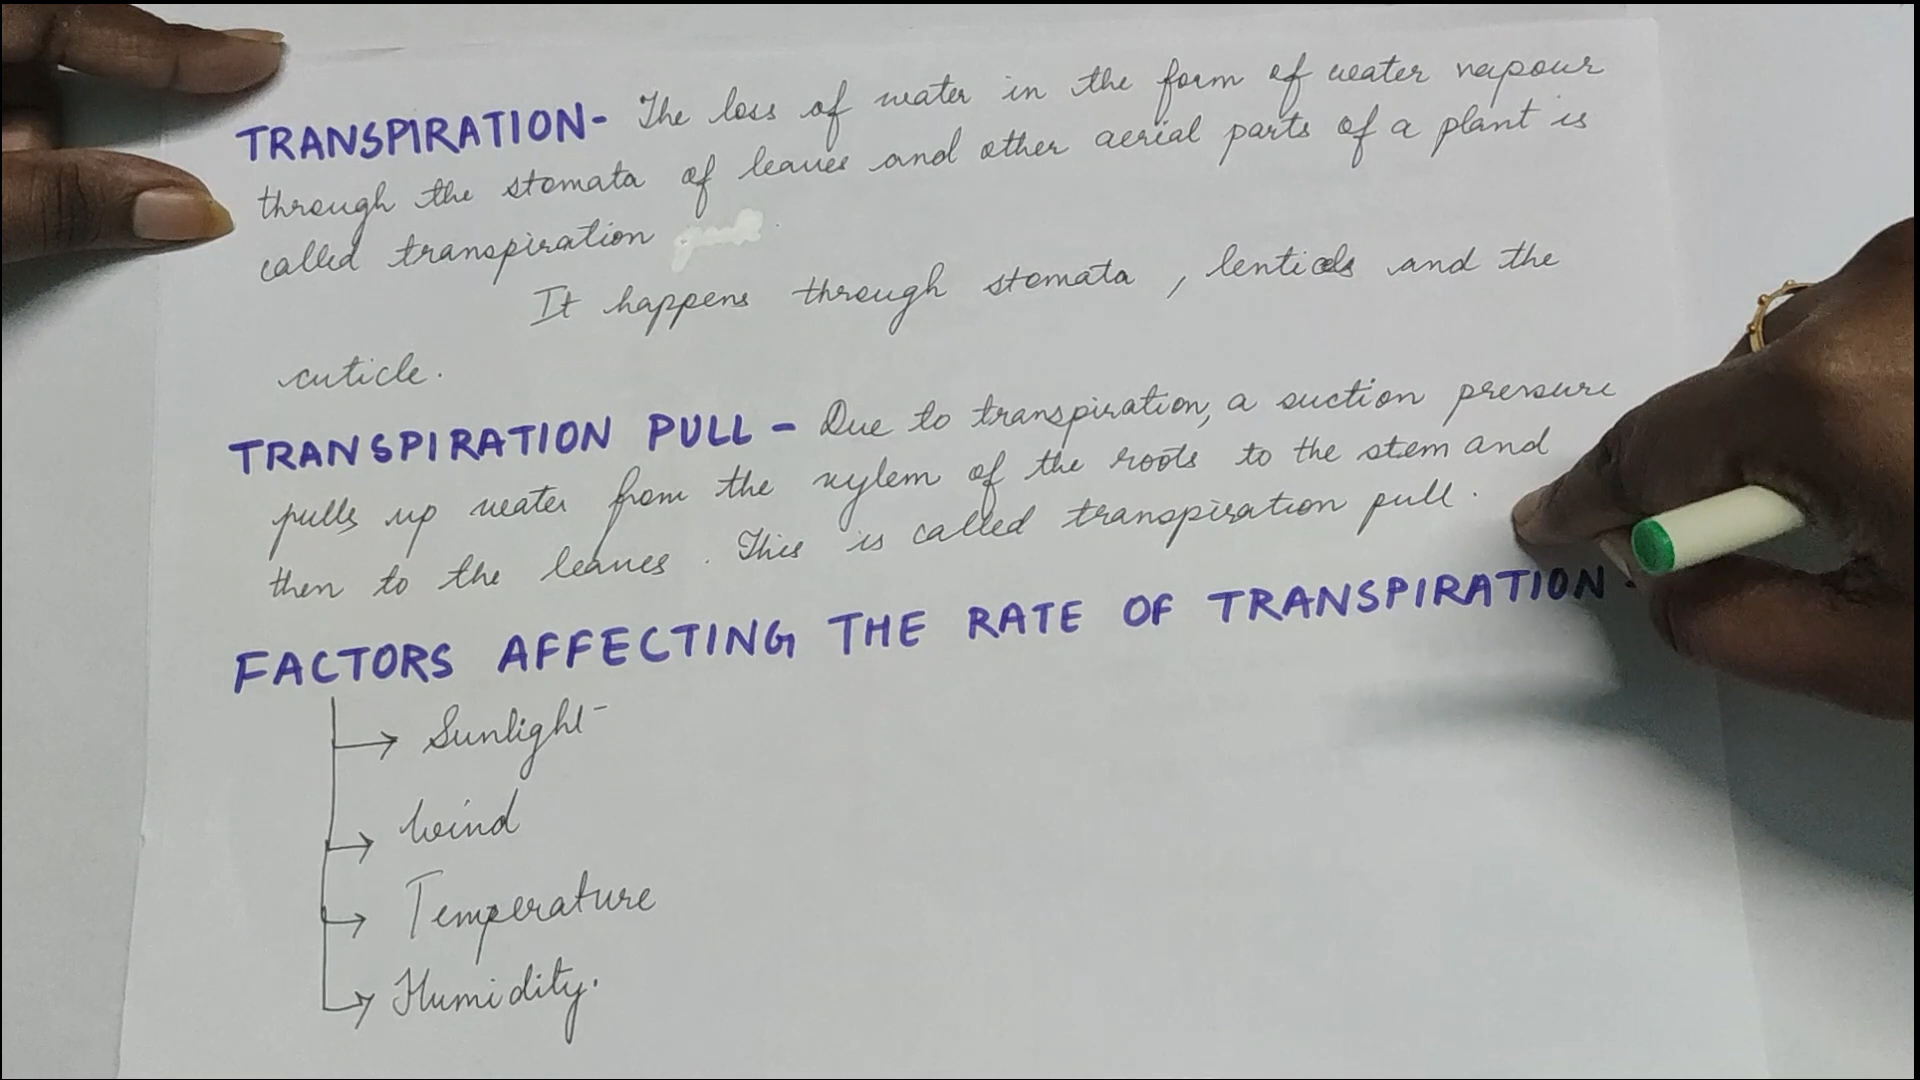 TRANSPIRATION- The loss of water in the form of water vapour
through the stomata of leaves and other aerial parts of a plant is
called transpiration
It happens through stomata, lenticels and the
cuticle.
TRANSPIRATION PULL - Due to transpiration, a suction pressure
pulls up water from the xylem of the roots to the stem and
then to the leaves. This is called transpiration pull.
FACTORS AFFECTING THE RATE OF TRANSPIRATION -
→ Sunlight-
→ Wind
→ Temperature
→ Humidity.